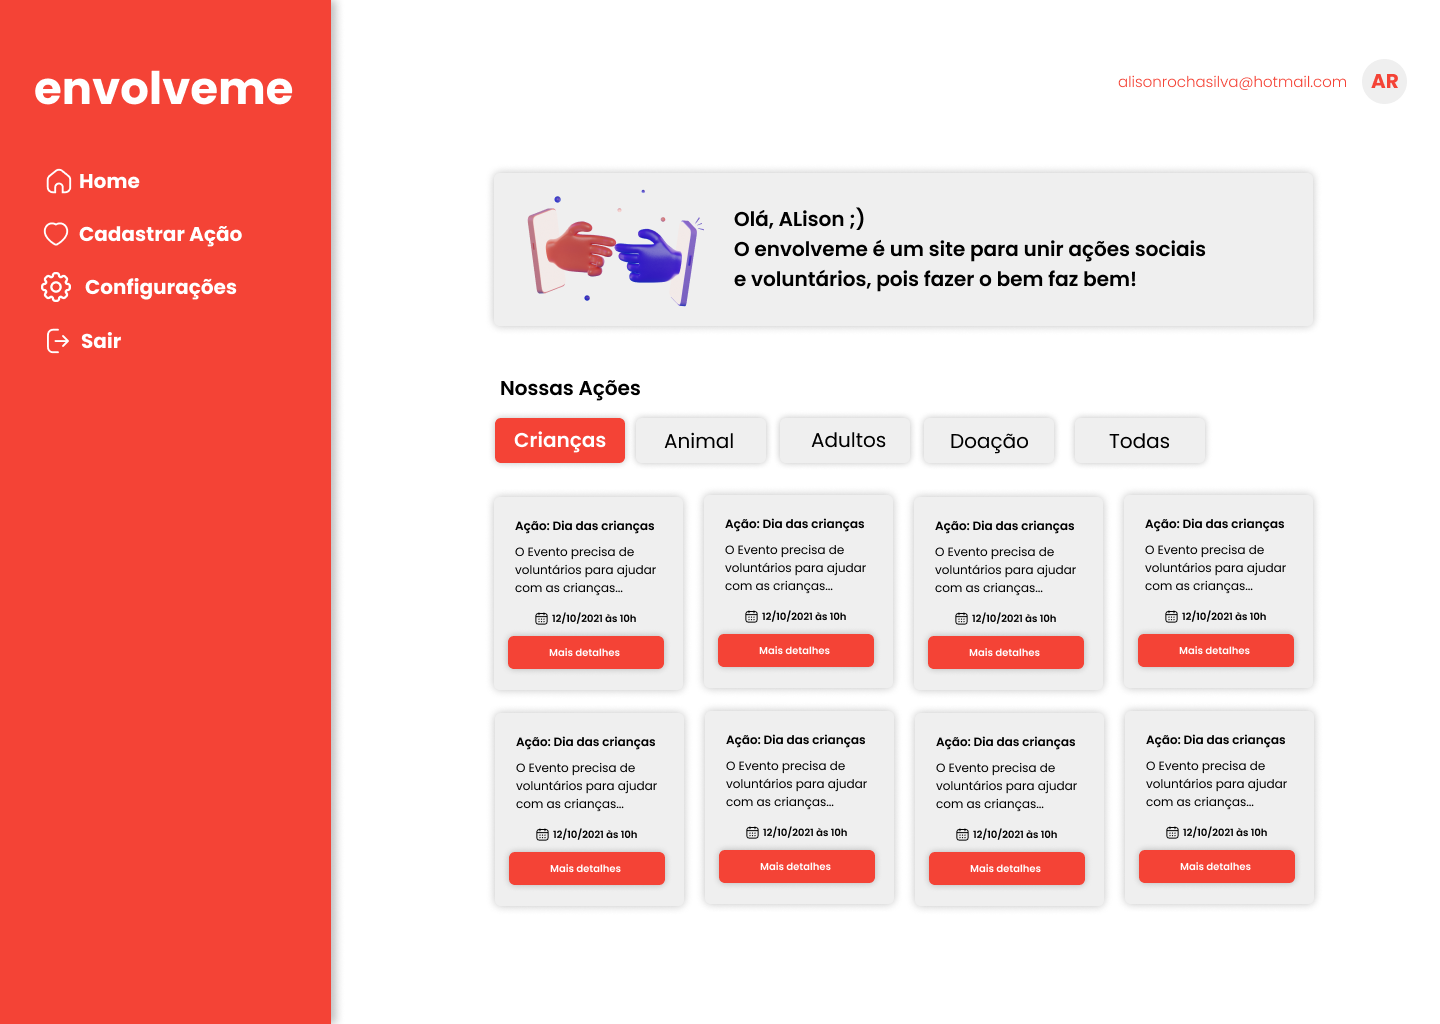 envolveme
Home
Cadastrar Ação
Configurações
Sair
alisonrochasilva@hotmail.com
AR
Olá, ALison ;)
O envolveme é um site para unir ações sociais
e voluntários, pois fazer o bem faz bem!
Nossas Ações
Crianças
Animal
Adultos
Doação
Todas
Ação: Dia das crianças
O Evento precisa de
voluntários para ajudar
com as crianças...
12/10/2021 às 10h
Mais detalhes
Ação: Dia das crianças
O Evento precisa de
voluntários para ajudar
com as crianças...
12/10/2021 às 10h
Mais detalhes
Ação: Dia das crianças
O Evento precisa de
voluntários para ajudar
com as crianças...
12/10/2021 às 10h
Mais detalhes
Ação: Dia das crianças
O Evento precisa de
voluntários para ajudar
com as crianças...
12/10/2021 às 10h
Mais detalhes
Ação: Dia das crianças
O Evento precisa de
voluntários para ajudar
com as crianças...
12/10/2021 às 10h
Mais detalhes
Ação: Dia das crianças
O Evento precisa de
voluntários para ajudar
com as crianças...
12/10/2021 às 10h
Mais detalhes
Ação: Dia das crianças
O Evento precisa de
voluntários para ajudar
com as crianças...
12/10/2021 às 10h
Mais detalhes
Ação: Dia das crianças
O Evento precisa de
voluntários para ajudar
com as crianças...
12/10/2021 às 10h
Mais detalhes